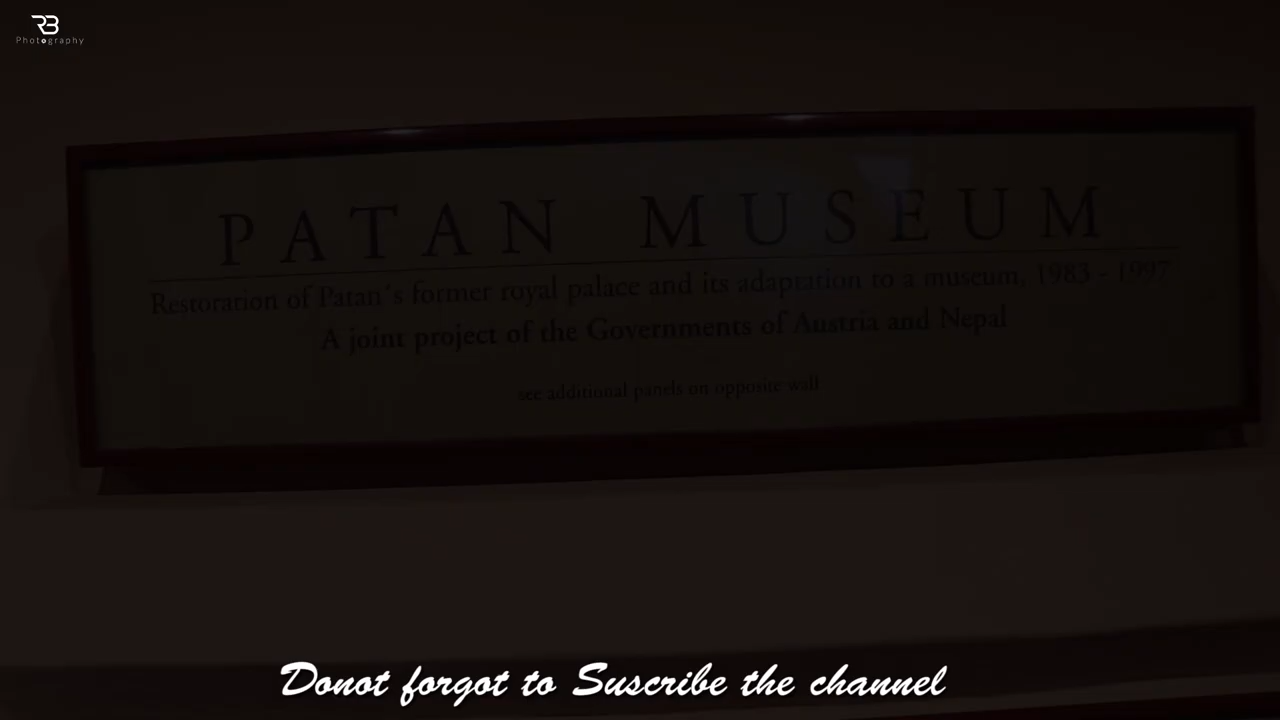 RB
Photography
PATAN MUSEUM
Restoration of Patan's former royal palace and its adaptation to a museum, 1983 - 1997
A joint project of the Governments of Austria and Nepal
see additional panels on opposite wall
Donot forgot to Suscribe the channel